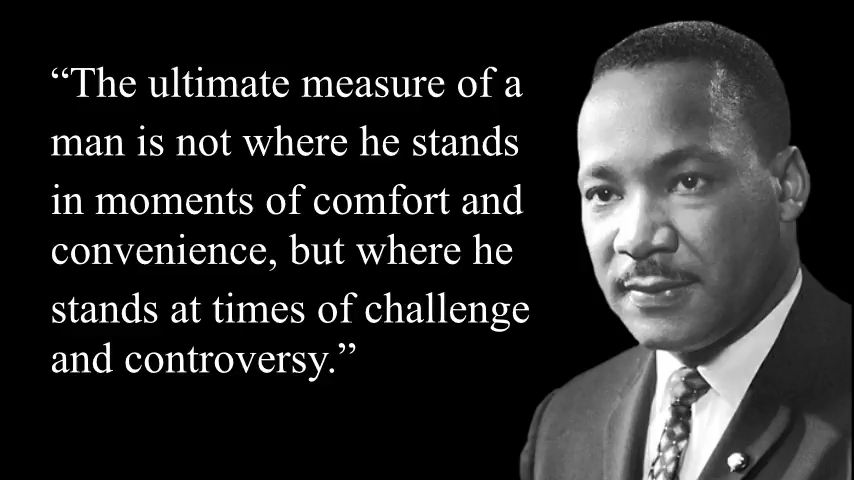 “The ultimate measure of a
man is not where he stands
in moments of comfort and
convenience, but where he
stands at times of challenge
and controversy.”